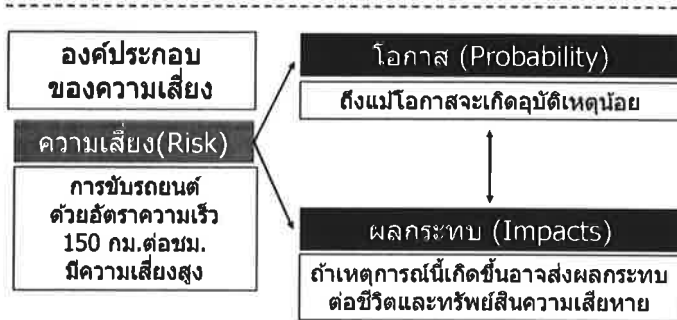 องค์ประกอบ
ของความเสี่ยง
ความเสี่ยง(Risk)
การขับรถยนต์
ด้วยอัตราความเร็ว
150 กม.ต่อชม.
มีความเสี่ยงสูง
โอกาส (Probability)
ถึงแม้โอกาสจะเกิดอุบัติเหตุน้อย
ผลกระทบ (Impacts)
ถ้าเหตุการณ์นี้เกิดขึ้นอาจส่งผลกระทบ
ต่อชีวิตและทรัพย์สินความเสียหาย